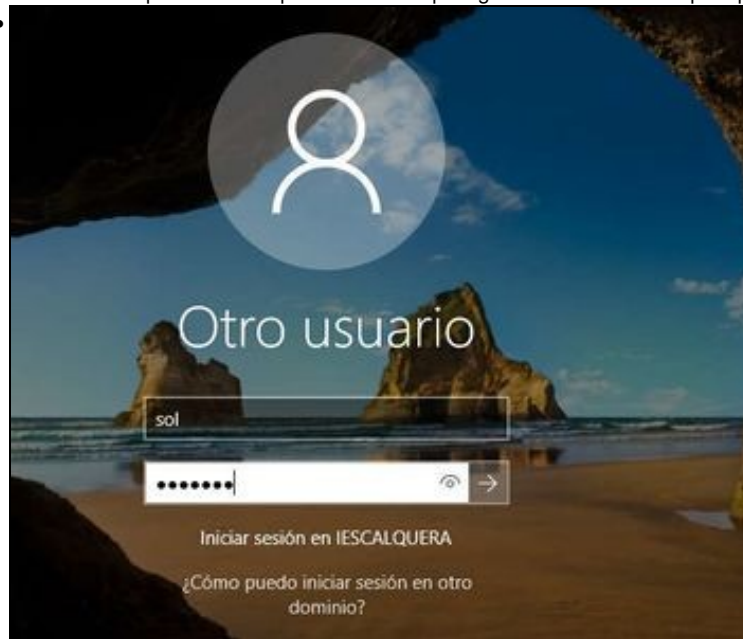 Otro usuario
sol
•••••••
Iniciar sesión en IESCALQUERA
¿Cómo puedo iniciar sesión en otro
dominio?